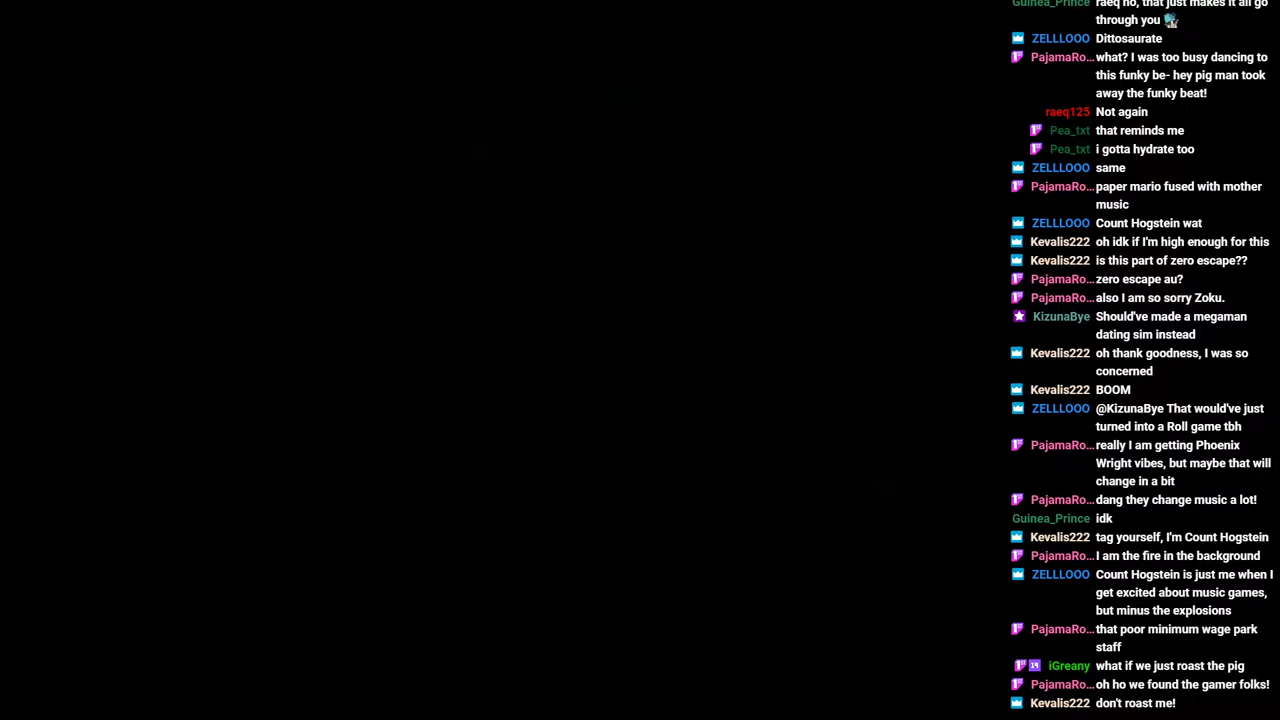 Guinea_Prince raeq no, that just makes it all go
through you
ZELLLOOO Dittosaurate
PajamaRo... what? I was too busy dancing to
this funky be- hey pig man took
away the funky beat!
raeq125 Not again
Pea_txt that reminds me
Pea_txt i gotta hydrate too
ZELLLOOO same
PajamaRo... paper mario fused with mother
music
ZELLLOOO Count Hogstein wat
Kevalis222 oh idk if I'm high enough for this
Kevalis222 is this part of zero escape??
PajamaRo... zero escape au?
PajamaRo... also I am so sorry Zoku.
KizunaBye Should've made a megaman
dating sim instead
Kevalis222 oh thank goodness, I was so
concerned
Kevalis222 BOOM
ZELLLOOO @KizunaBye That would've just
turned into a Roll game tbh
PajamaRo... really I am getting Phoenix
Wright vibes, but maybe that will
change in a bit
PajamaRo... dang they change music a lot!
Guinea_Prince idk
Kevalis222 tag yourself, I'm Count Hogstein
PajamaRo... I am the fire in the background
ZELLLOOO Count Hogstein is just me when I
get excited about music games,
but minus the explosions
PajamaRo... that poor minimum wage park
staff
iGreany what if we just roast the pig
PajamaRo... oh ho we found the gamer folks!
Kevalis222 don't roast me!